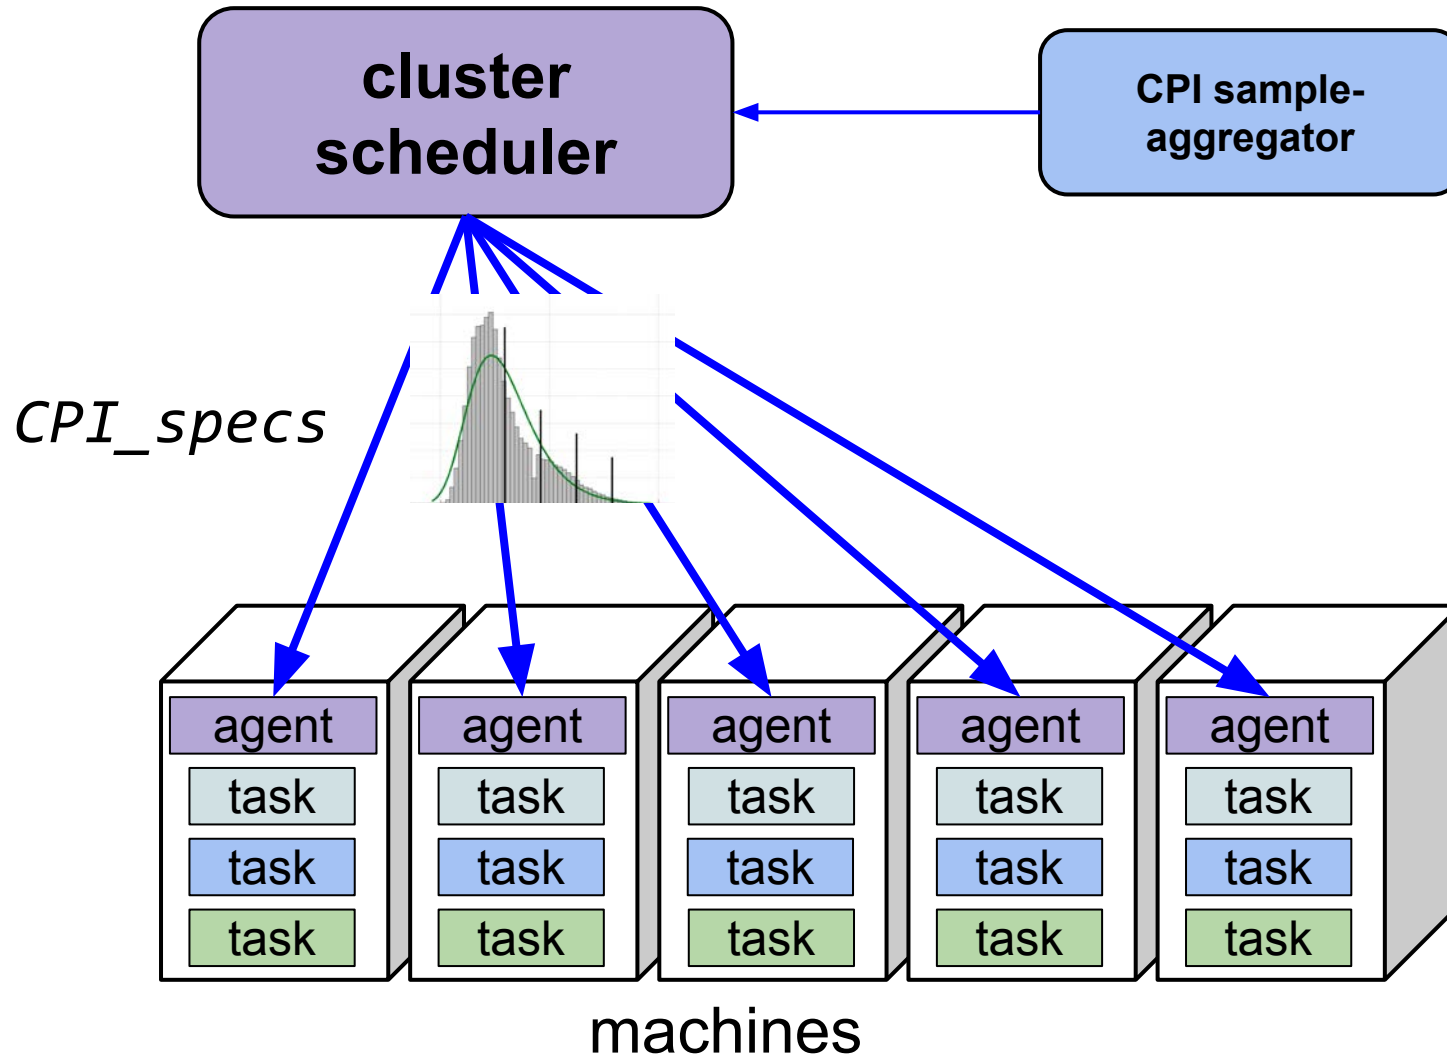 cluster
scheduler
CPI sample-
aggregator
CPI_specs
agent agent agent agent agent
task task task task task
task task task task task
task task task task task
machines